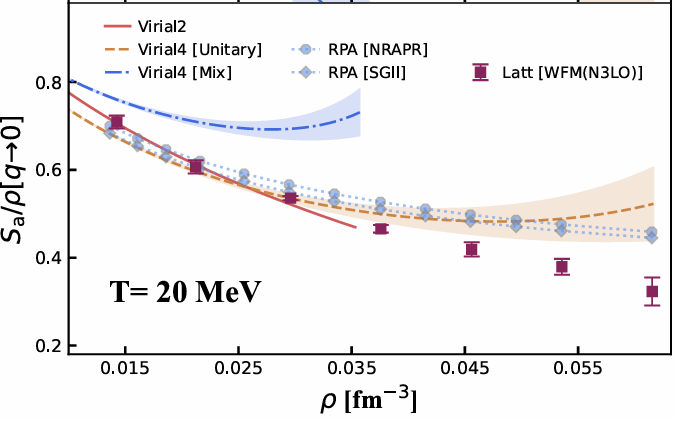 Virial2
Virial4 [Unitary]
Virial4 [Mix]
RPA [NRAPR]
RPA [SGII]
Latt [WFM(N3LO)]
S_a/ρ[q→0]
0.8
0.6
0.4
0.2
T= 20 MeV
0.015 0.025 0.035 0.045 0.055
ρ [fm⁻³]